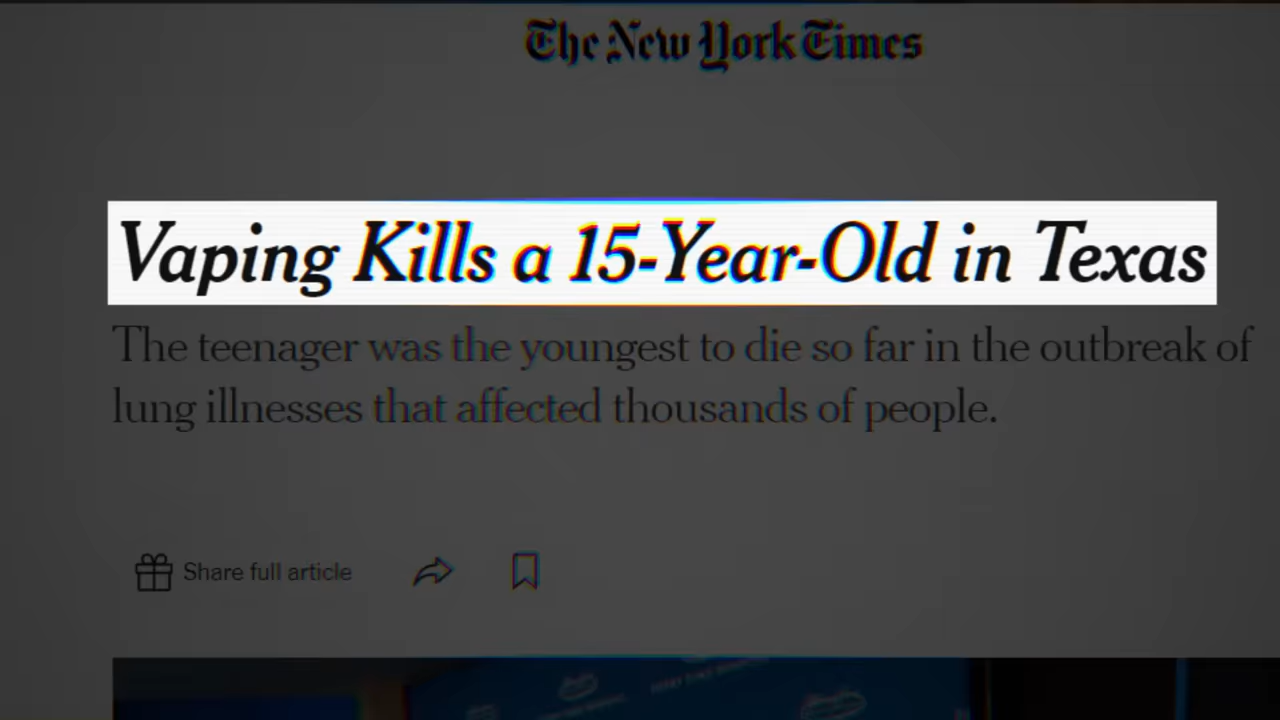 The New York Times
Vaping Kills a 15-Year-Old in Texas
The teenager was the youngest to die so far in the outbreak of
lung illnesses that affected thousands of people.
Share full article